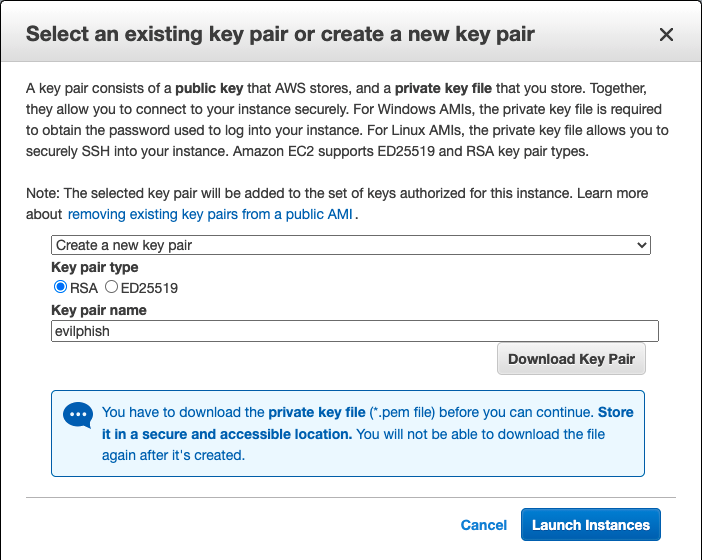 Select an existing key pair or create a new key pair
A key pair consists of a public key that AWS stores, and a private key file that you store. Together,
they allow you to connect to your instance securely. For Windows AMIs, the private key file is required
to obtain the password used to log into your instance. For Linux AMIs, the private key file allows you to
securely SSH into your instance. Amazon EC2 supports ED25519 and RSA key pair types.
Note: The selected key pair will be added to the set of keys authorized for this instance. Learn more
about removing existing key pairs from a public AMI .
Create a new key pair
Key pair type
RSA ED25519
Key pair name
evilphish
Download Key Pair
You have to download the private key file (*.pem file) before you can continue. Store
it in a secure and accessible location. You will not be able to download the file
again after it's created.
Cancel Launch Instances